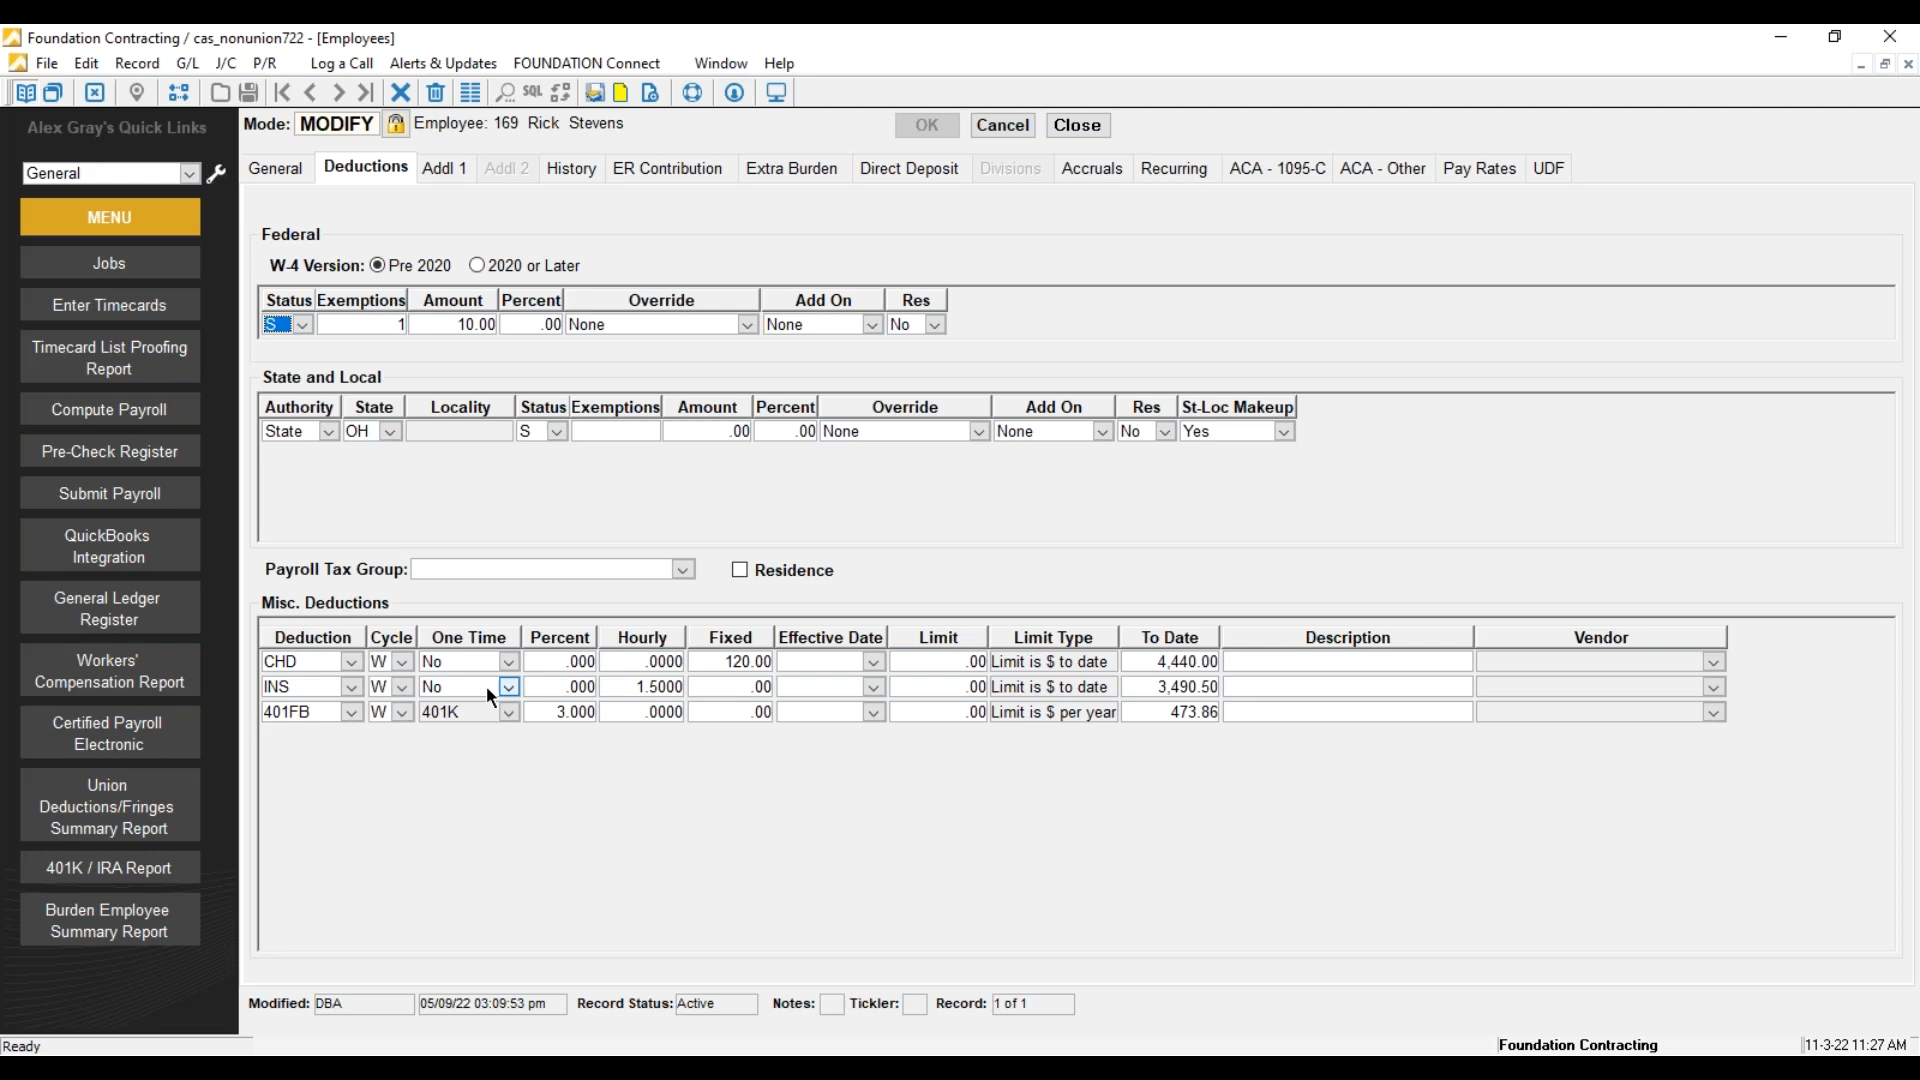 Foundation Contracting / cas_nonunion722 - [Employees]
File Edit Record G/L J/C P/R Log a Call Alerts & Updates FOUNDATION Connect Window Help
SQL
Alex Gray's Quick Links
General
MENU
Jobs
Enter Timecards
Timecard List Proofing
Report
Compute Payroll
Pre-Check Register
Submit Payroll
QuickBooks
Integration
General Ledger
Register
Workers'
Compensation Report
Certified Payroll
Electronic
Union
Deductions/Fringes
Summary Report
401K / IRA Report
Burden Employee
Summary Report
Mode: MODIFY Employee: 169 Rick Stevens OK Cancel Close
General Deductions Addl 1 Addl 2 History ER Contribution Extra Burden Direct Deposit Divisions Accruals Recurring ACA - 1095-C ACA - Other Pay Rates UDF
Federal
W-4 Version: Pre 2020 2020 or Later
Status Exemptions Amount Percent Override Add On Res
S 1 10.00 .00 None None No
State and Local
Authority State Locality Status Exemptions Amount Percent Override Add On Res St-Loc Makeup
State OH S .00 .00 None None No Yes
Payroll Tax Group: Residence
Misc. Deductions
Deduction Cycle One Time Percent Hourly Fixed Effective Date Limit Limit Type To Date Description Vendor
CHD W No .000 .0000 120.00 .00 Limit is $ to date 4,440.00
INS W No .000 1.5000 .00 .00 Limit is $ to date 3,490.50
401FB W 401K 3.000 .0000 .00 .00 Limit is $ per year 473.86
Modified: DBA 05/09/22 03:09:53 pm Record Status: Active Notes: Tickler: Record: 1 of 1
Ready Foundation Contracting 11-3-22 11:27 AM